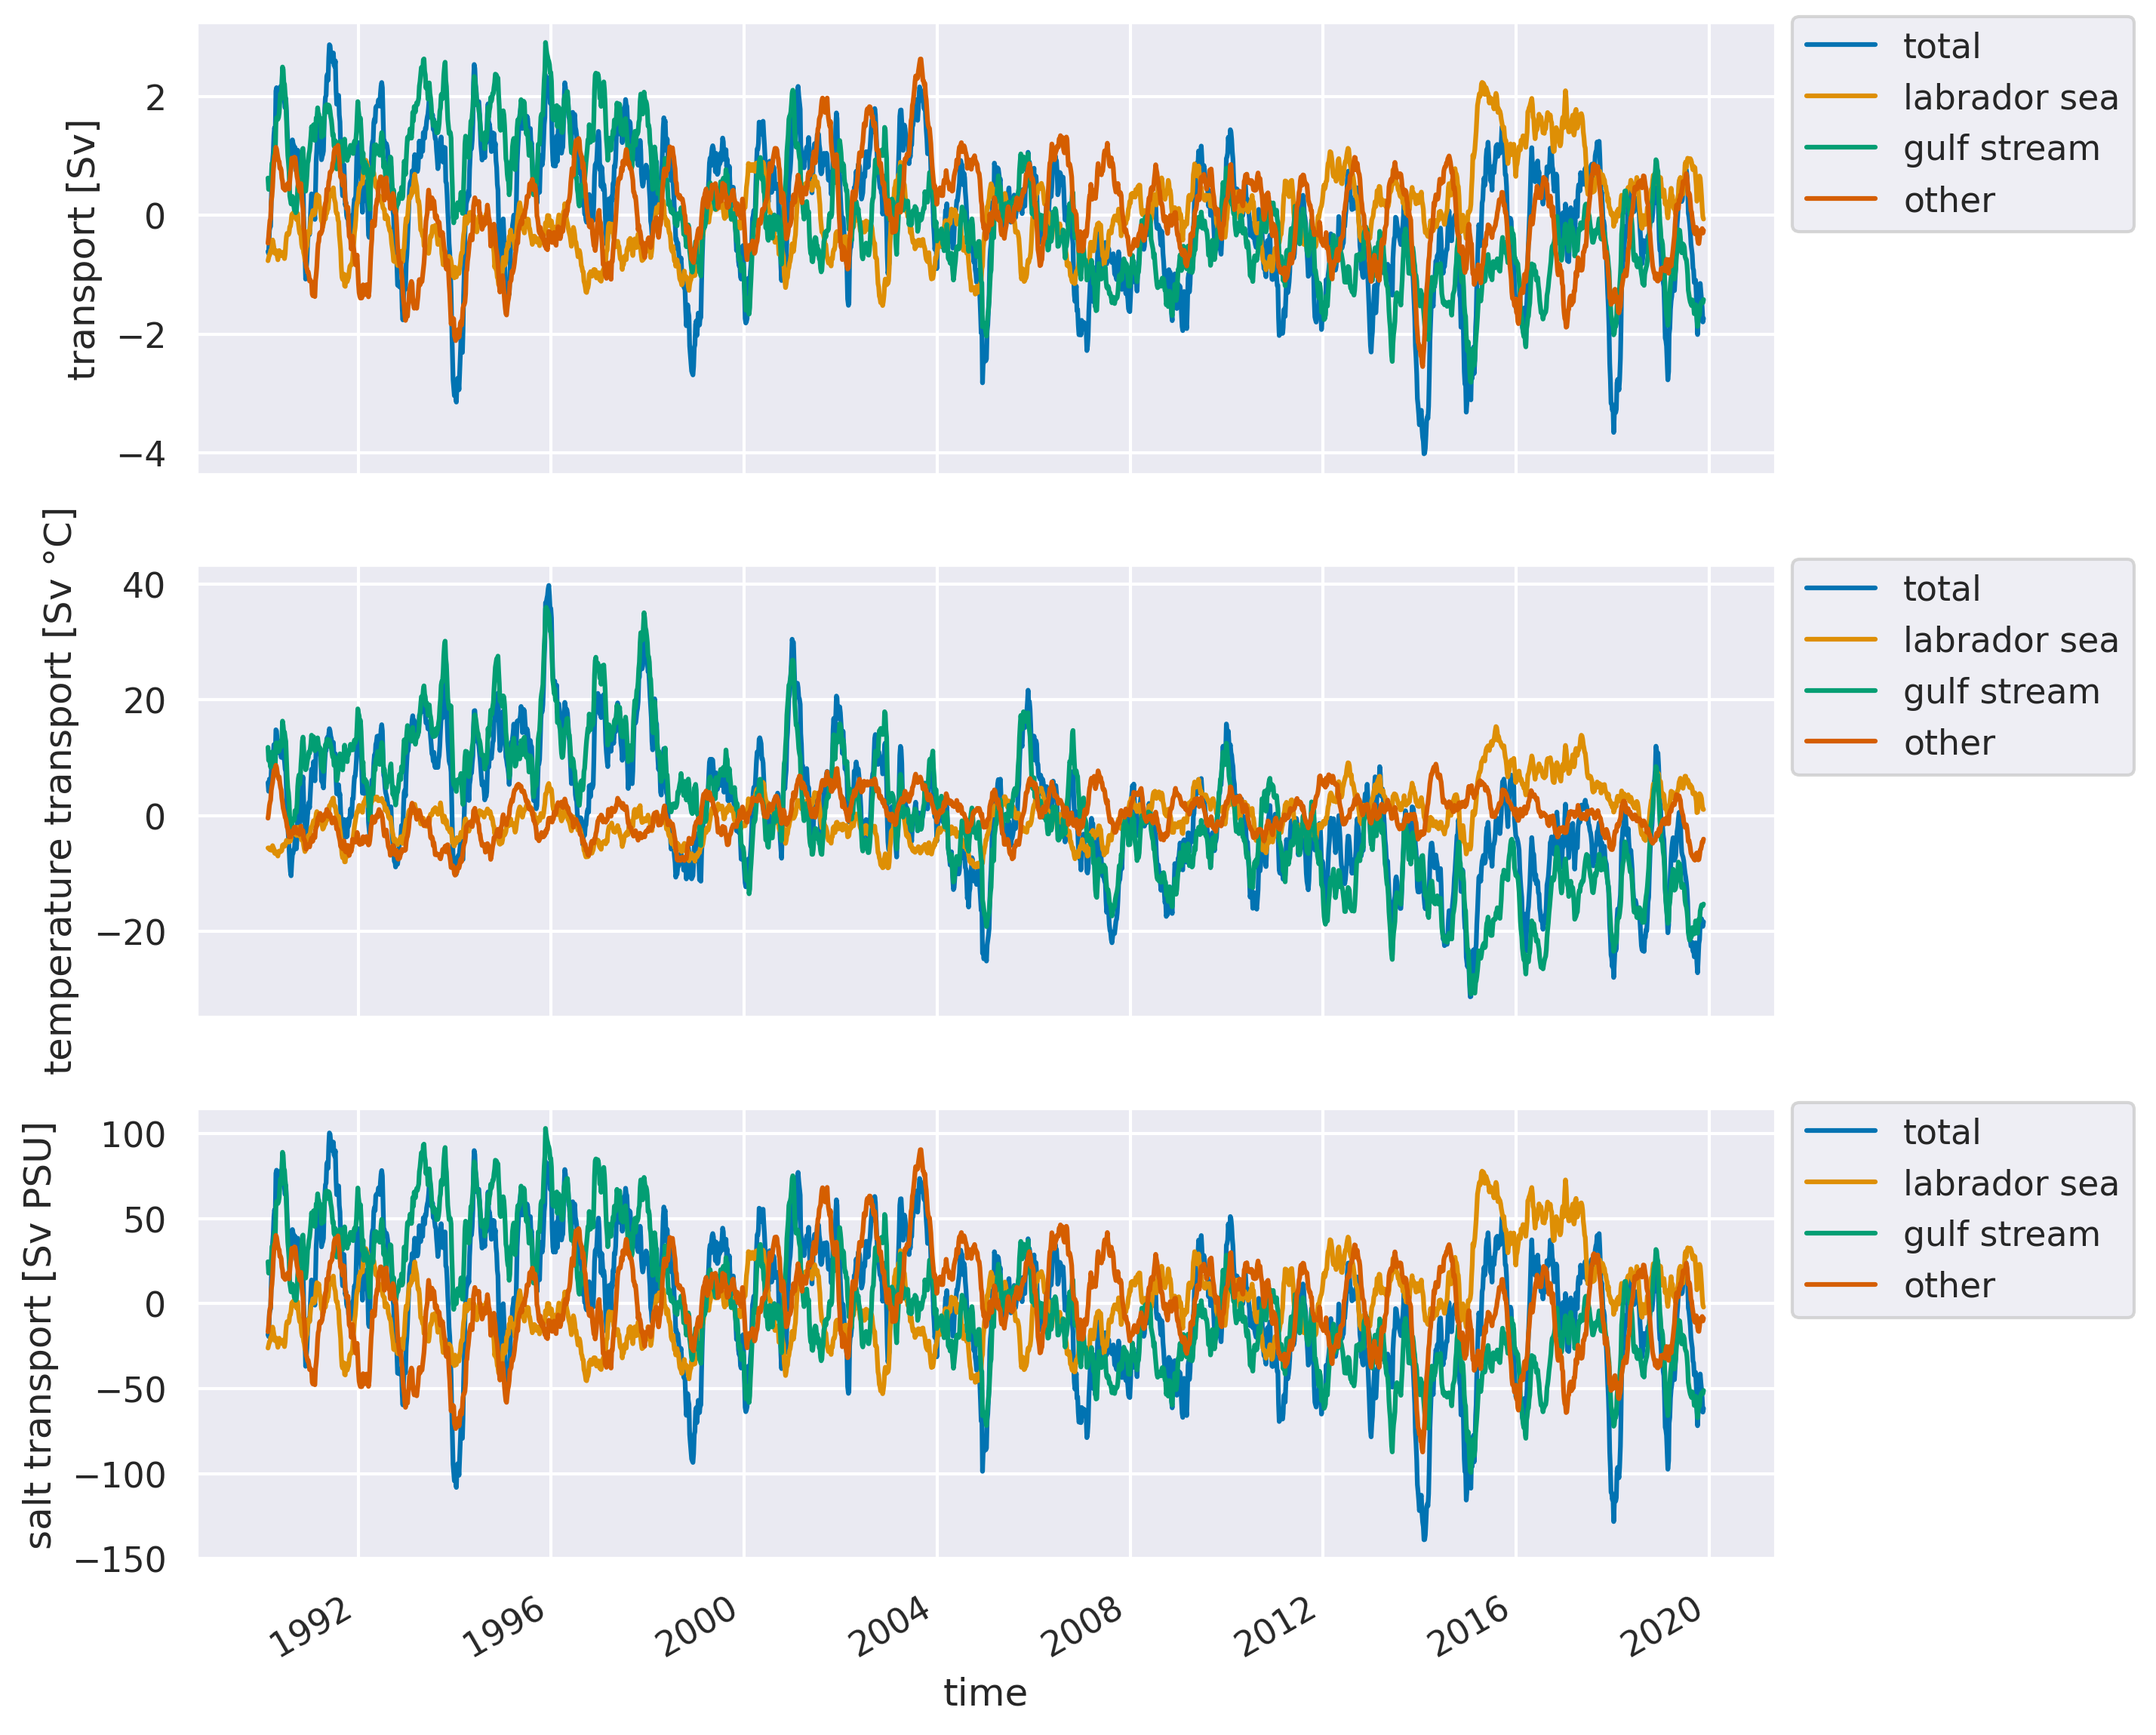 transport [Sv]
2
0
−2
−4
total
labrador sea
gulf stream
other
temperature transport [Sv °C]
40
20
0
−20
total
labrador sea
gulf stream
other
salt transport [Sv PSU]
100
50
0
−50
−100
−150
total
labrador sea
gulf stream
other
1992
1996
2000
2004
2008
2012
2016
2020
time